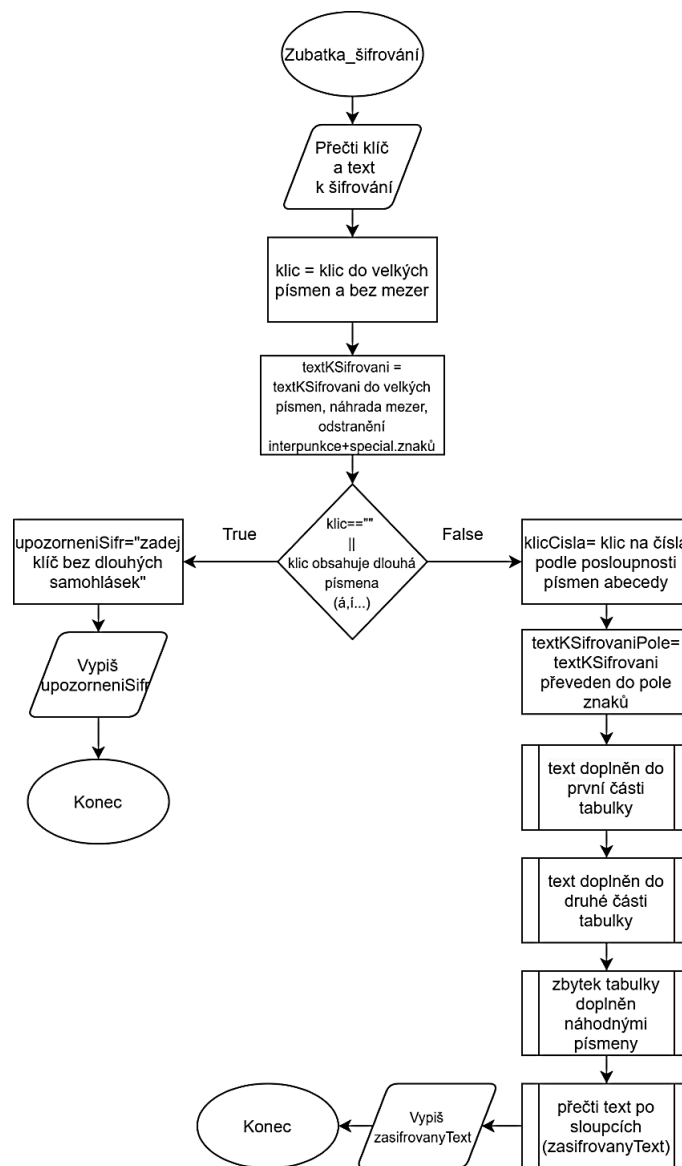 Zubatka_šifrování
Přečti klíč
a text
k šifrování
klic = klic do velkých
písmen a bez mezer
textKSifrovani =
textKSifrovani do velkých
písmen, náhrada mezer,
odstranění
interpunkce+special.znaků
klic==""
||
klic obsahuje dlouhá
písmena
(á,í...)
True
False
upozorneniSifr="zadej
klíč bez dlouhých
samohlásek"
Vypiš
upozorneniSifr
Konec
klicCisla= klic na čísla
podle posloupnosti
písmen abecedy
textKSifrovaniPole=
textKSifrovani
převeden do pole
znaků
text doplněn do
první části
tabulky
text doplněn do
druhé části
tabulky
zbytek tabulky
doplněn
náhodnými
písmeny
přečti text po
sloupcích
(zasifrovanyText)
Vypiš
zasifrovanyText
Konec